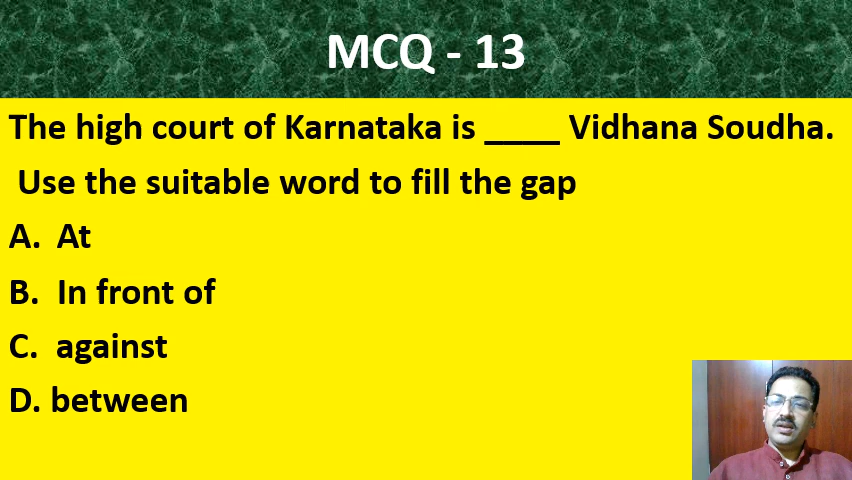 MCQ - 13
The high court of Karnataka is ____ Vidhana Soudha.
Use the suitable word to fill the gap
A. At
B. In front of
C. against
D. between